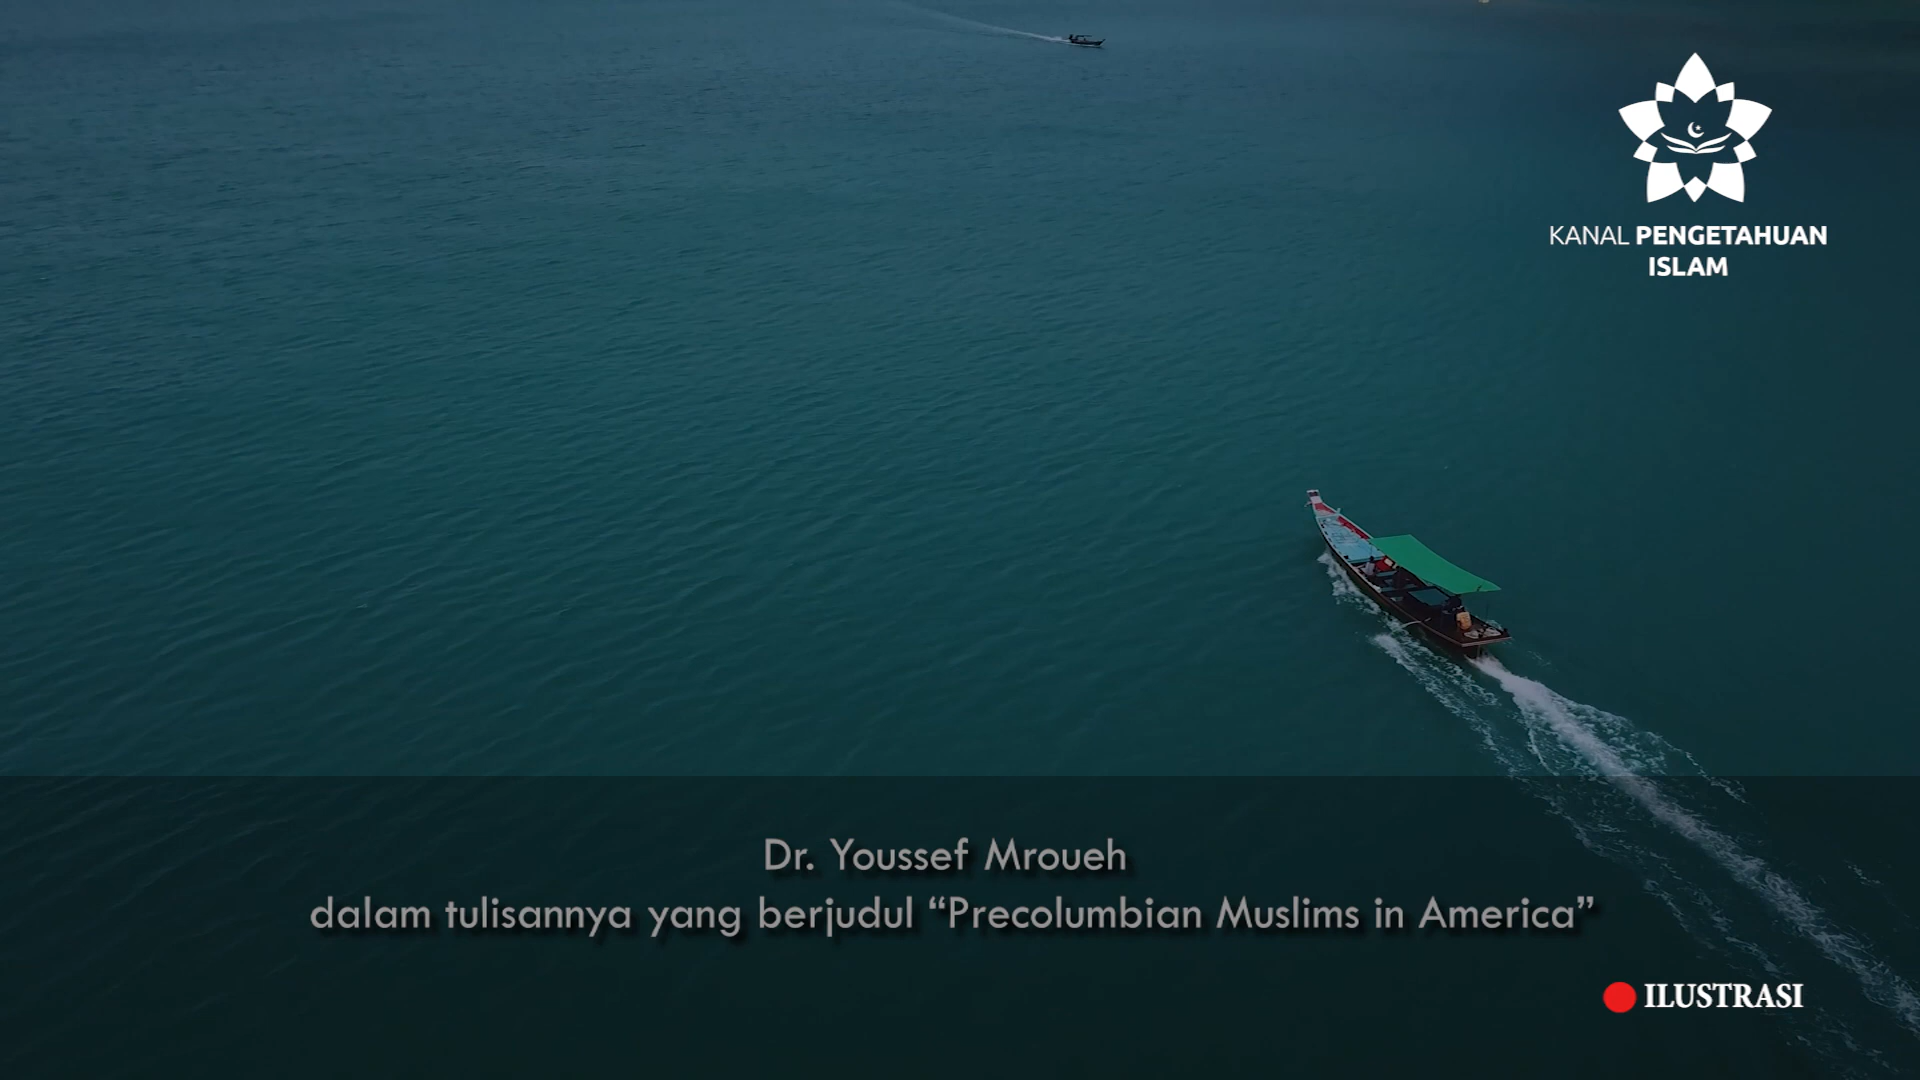 KANAL PENGETAHUAN
ISLAM
Dr. Youssef Mroueh
dalam tulisannya yang berjudul “Precolumbian Muslims in America”
ILUSTRASI